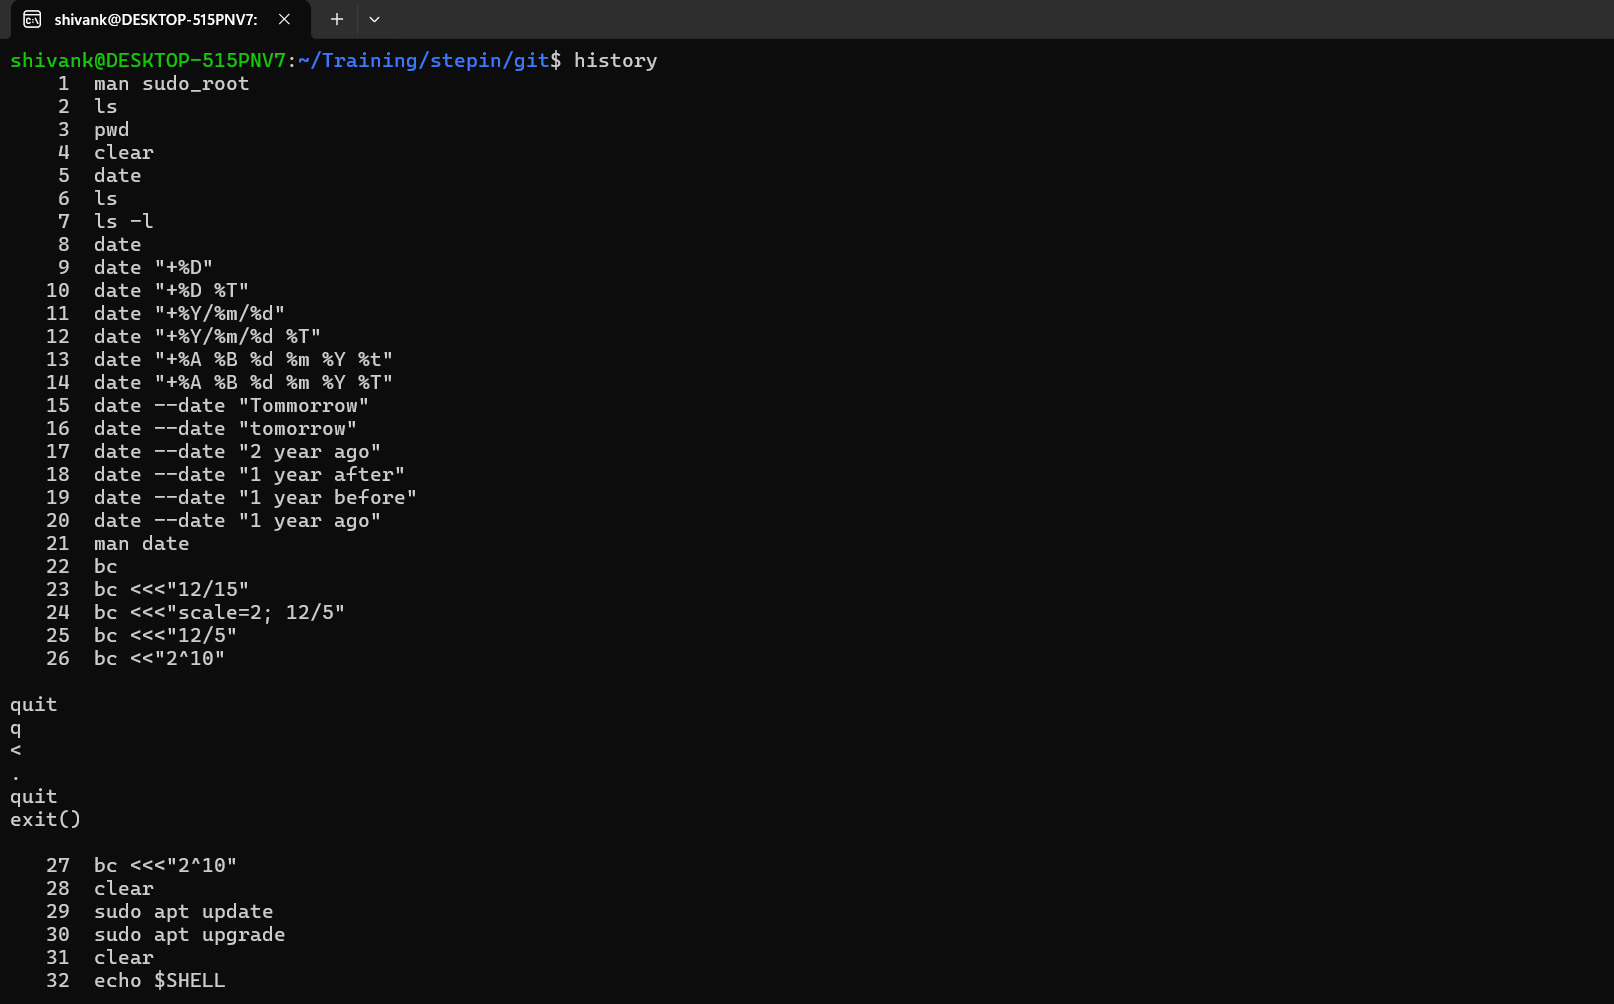 shivank@DESKTOP-515PNV7:
shivank@DESKTOP-515PNV7:~/Training/stepin/git$ history
1 man sudo_root
2 ls
3 pwd
4 clear
5 date
6 ls
7 ls -l
8 date
9 date "+%D"
10 date "+%D %T"
11 date "+%Y/%m/%d"
12 date "+%Y/%m/%d %T"
13 date "+%A %B %d %m %Y %t"
14 date "+%A %B %d %m %Y %T"
15 date --date "Tommorrow"
16 date --date "tomorrow"
17 date --date "2 year ago"
18 date --date "1 year after"
19 date --date "1 year before"
20 date --date "1 year ago"
21 man date
22 bc
23 bc <<<"12/15"
24 bc <<<"scale=2; 12/5"
25 bc <<<"12/5"
26 bc <<"2^10"
quit
q
<
.
quit
exit()
27 bc <<<"2^10"
28 clear
29 sudo apt update
30 sudo apt upgrade
31 clear
32 echo $SHELL